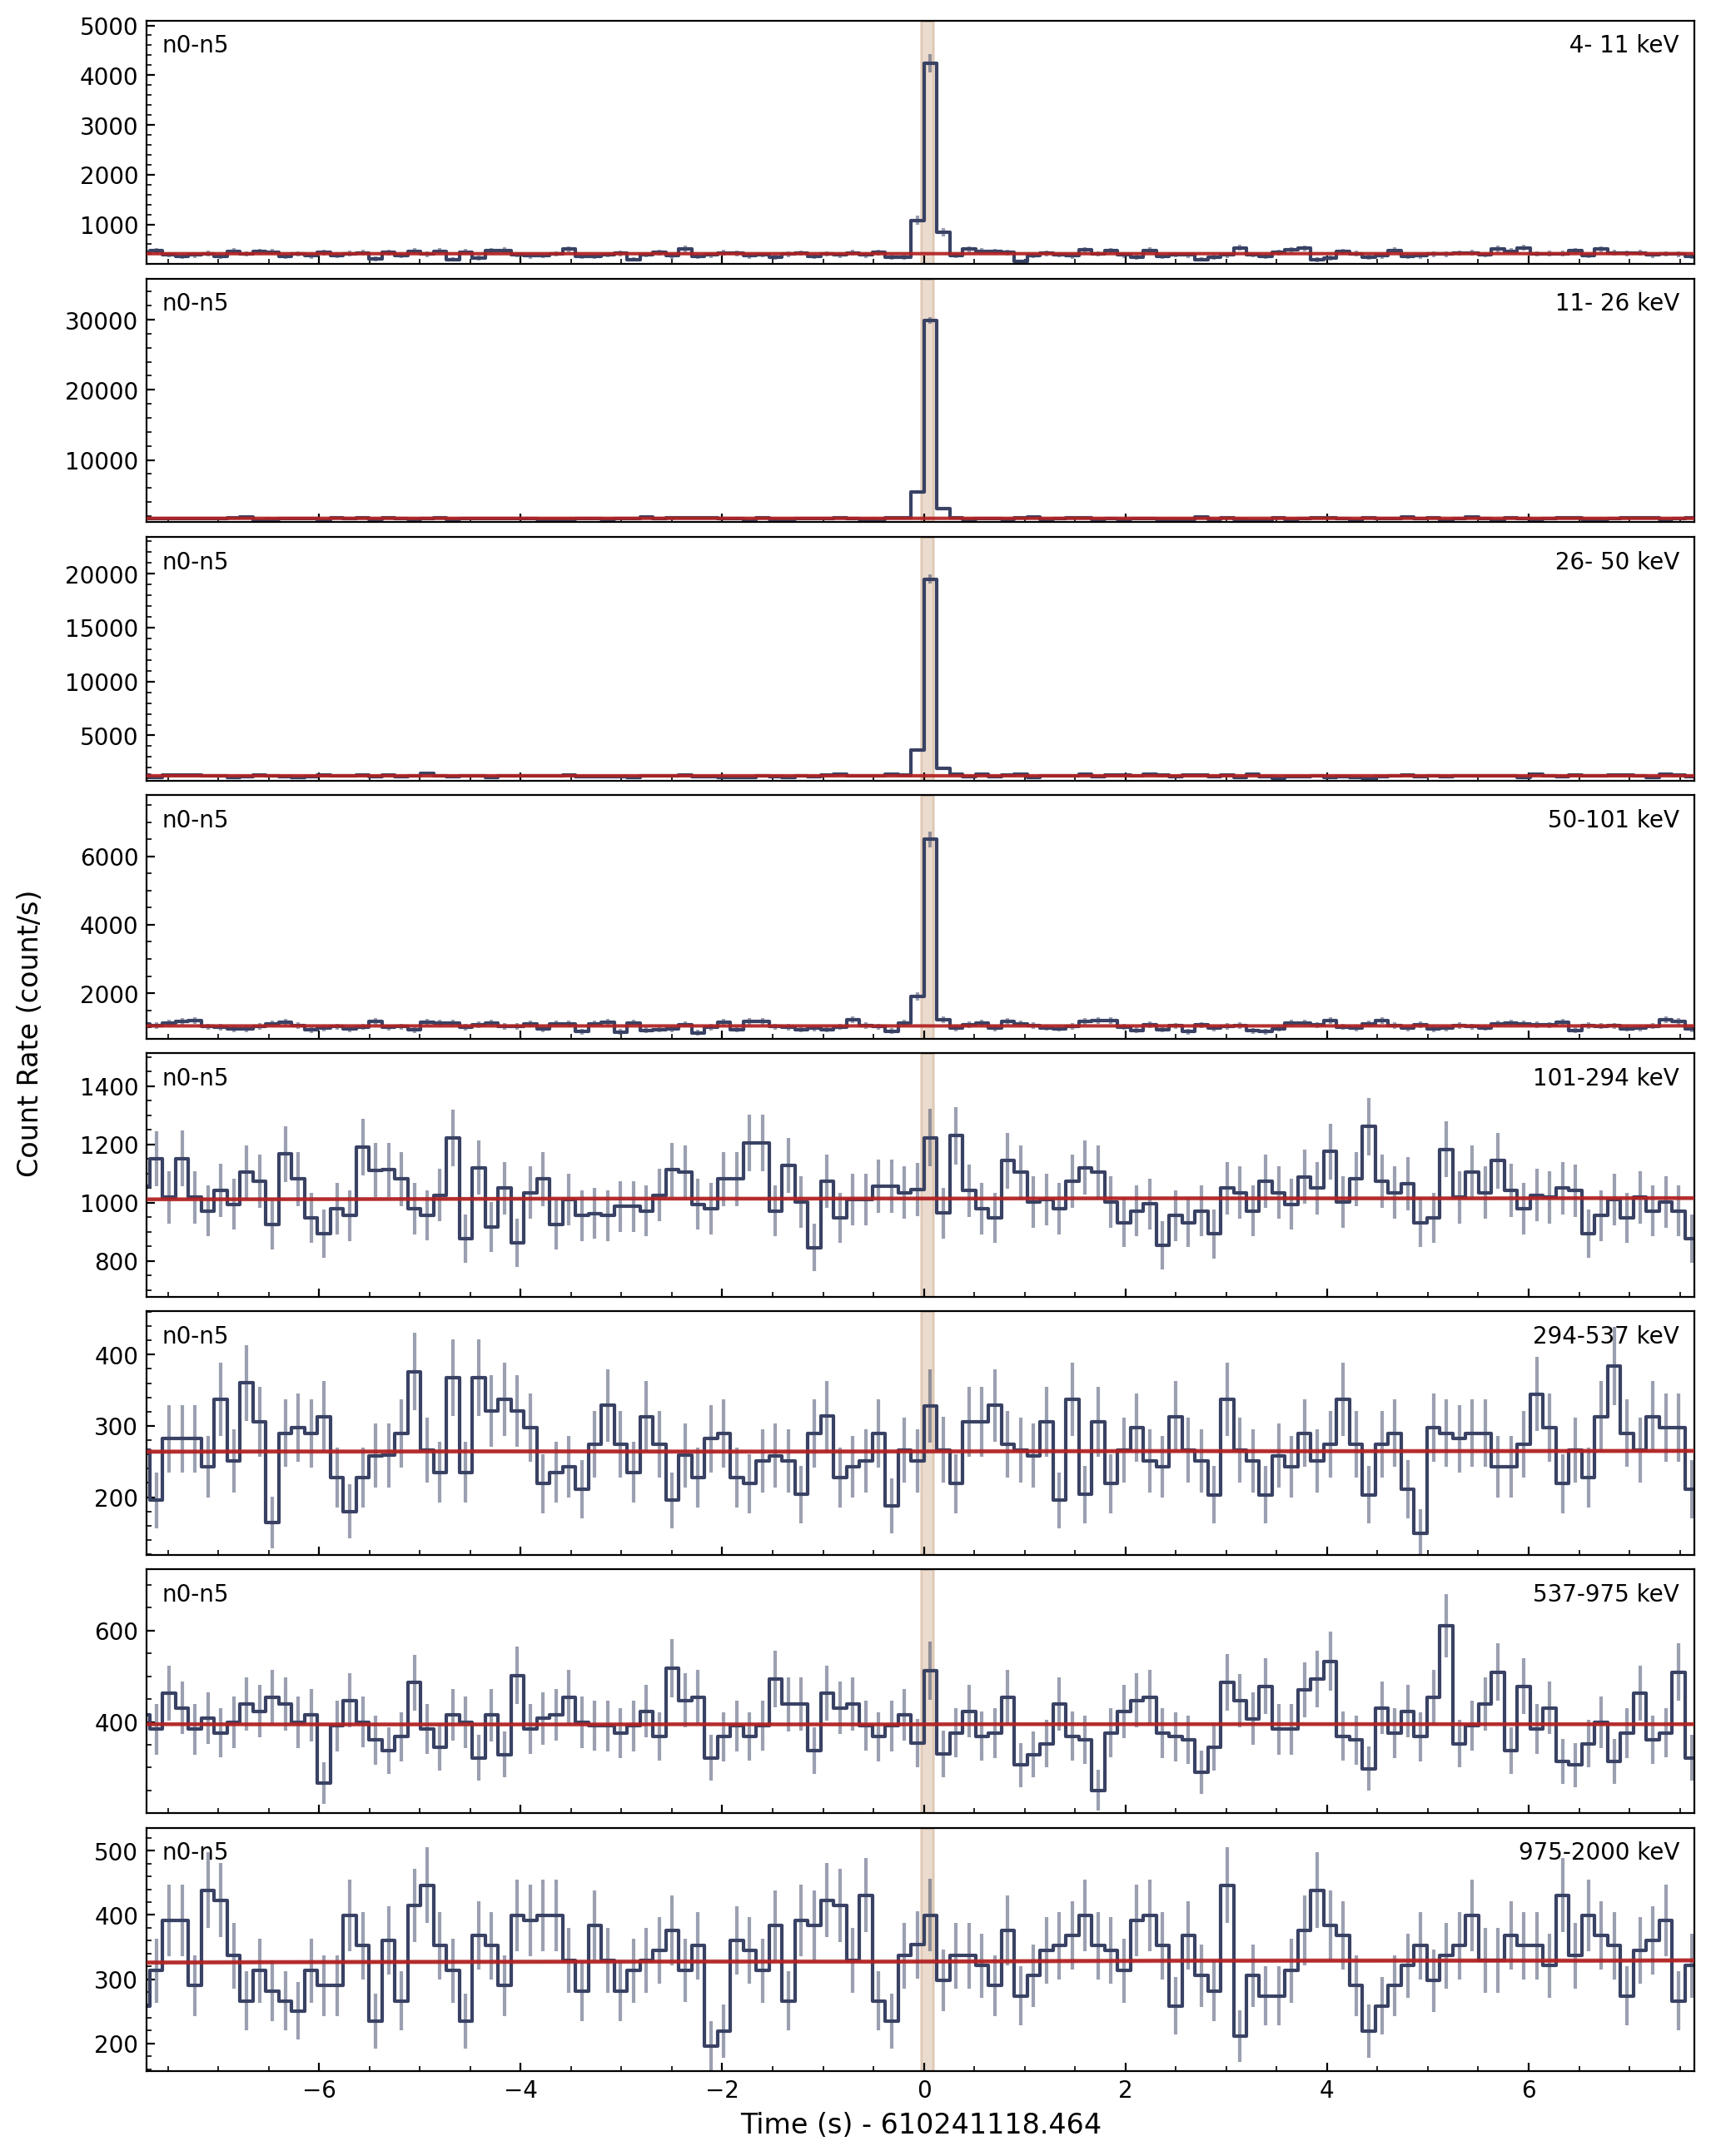 5000
n0-n5
4- 11 keV
4000
3000
2000
1000
n0-n5
11- 26 keV
30000
20000
10000
n0-n5
26- 50 keV
20000
15000
10000
5000
n0-n5
50-101 keV
6000
4000
2000
Count Rate (count/s)
n0-n5
101-294 keV
1400
1200
1000
800
n0-n5
294-537 keV
400
300
200
n0-n5
537-975 keV
600
400
n0-n5
975-2000 keV
500
400
300
200
−6 −4 −2 0 2 4 6
Time (s) - 610241118.464